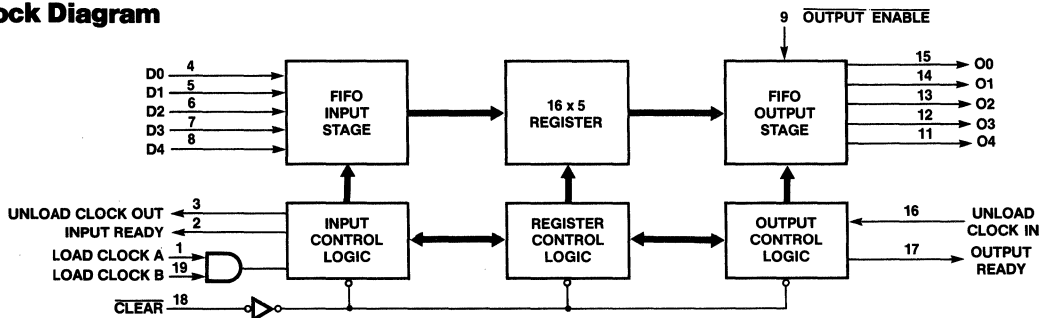 ock Diagram
9 OUTPUT ENABLE
D0 4
D1 5
D2 6
D3 7
D4 8
FIFO
INPUT
STAGE
16 x 5
REGISTER
FIFO
OUTPUT
STAGE
15 O0
14 O1
13 O2
12 O3
11 O4
UNLOAD CLOCK OUT 3
INPUT READY 2
LOAD CLOCK A 1
LOAD CLOCK B 19
CLEAR 18
INPUT
CONTROL
LOGIC
REGISTER
CONTROL
LOGIC
OUTPUT
CONTROL
LOGIC
16 UNLOAD
CLOCK IN
17 OUTPUT
READY